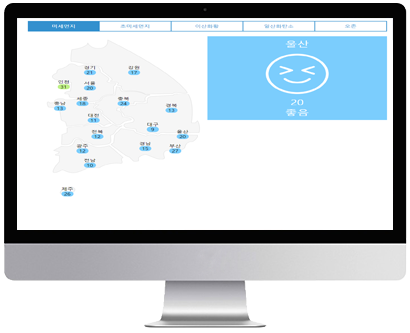 미세먼지 초미세먼지 이산화황 일산화탄소 오존
울산
20
좋음
경기
21
강원
17
인천
31
서울
20
충남
13
세종
18
충북
24
경북
13
대전
11
대구
9
전북
12
울산
20
광주
12
경남
15
부산
27
전남
10
제주
26